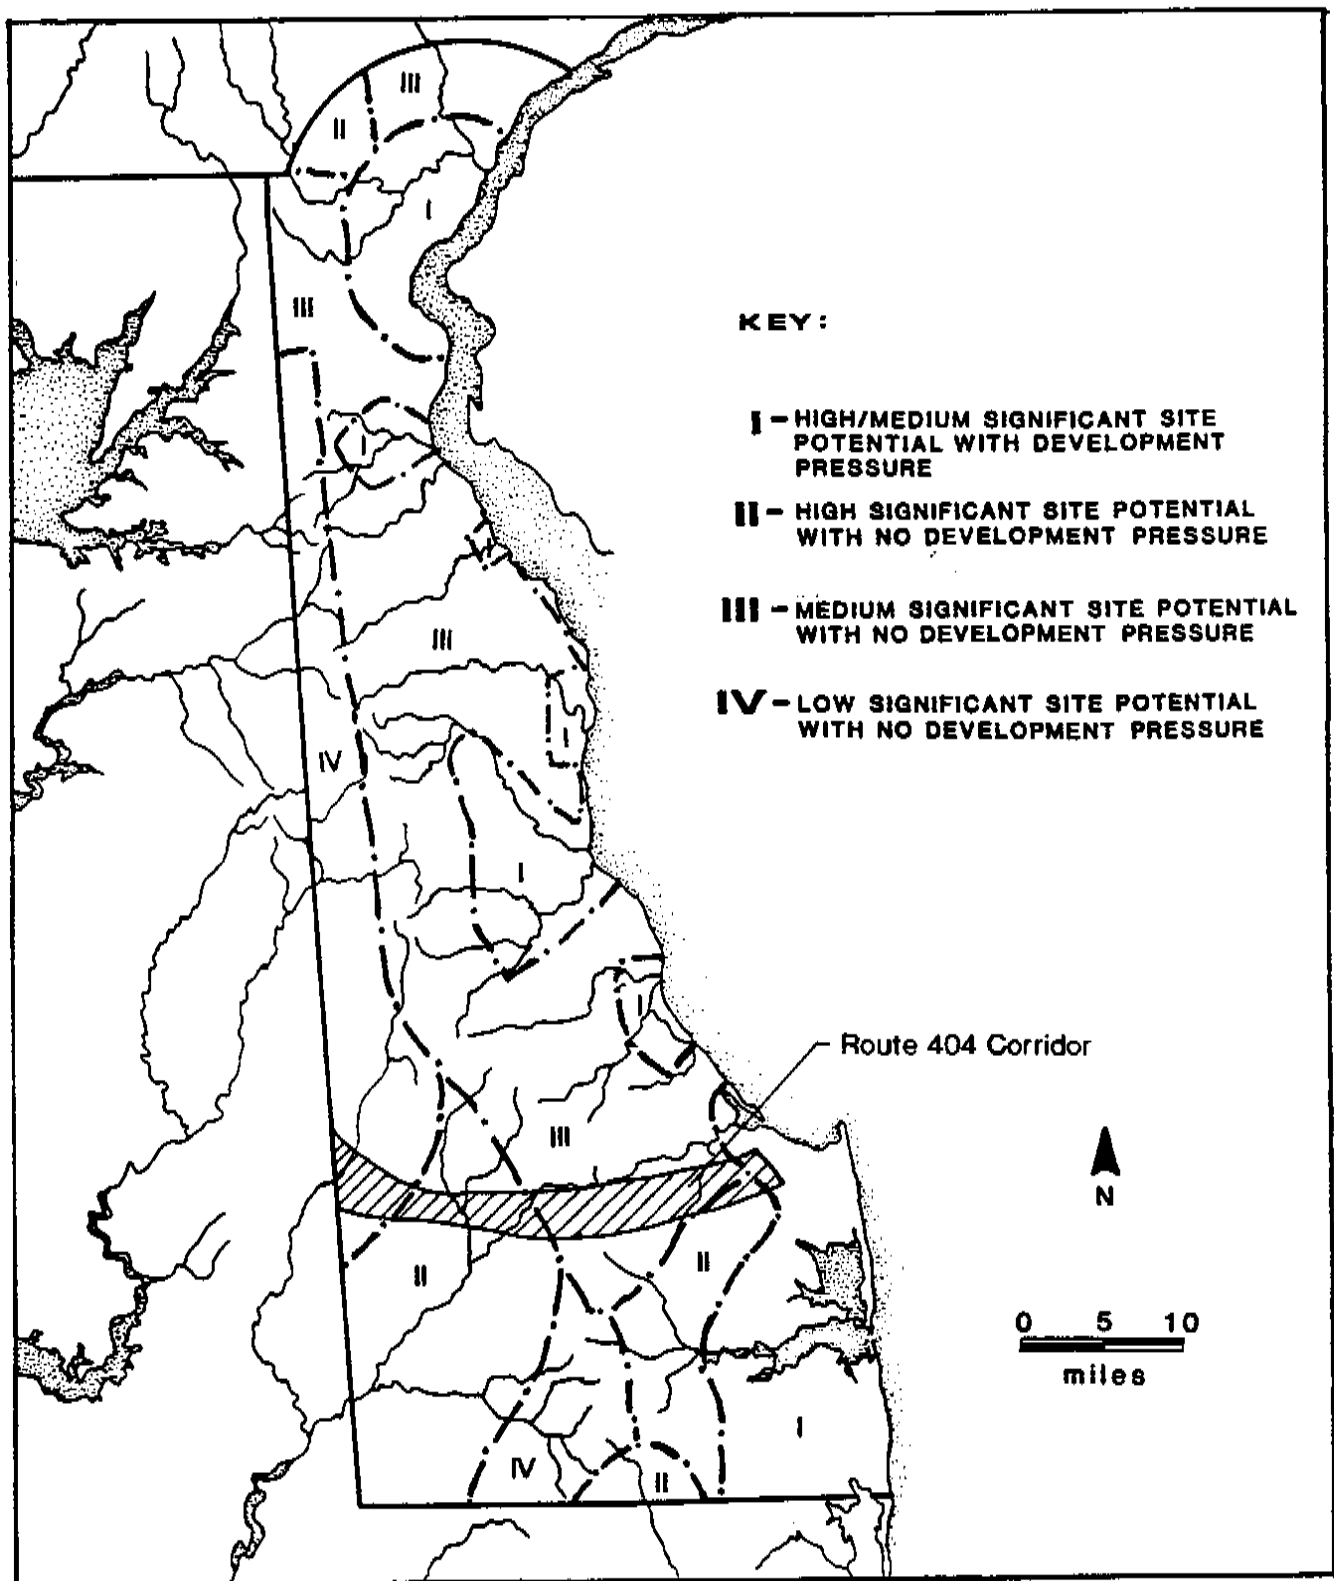 III
II
I
III
KEY:
I - HIGH/MEDIUM SIGNIFICANT SITE
POTENTIAL WITH DEVELOPMENT
PRESSURE
I
II - HIGH SIGNIFICANT SITE POTENTIAL
WITH NO DEVELOPMENT PRESSURE
III - MEDIUM SIGNIFICANT SITE POTENTIAL
WITH NO DEVELOPMENT PRESSURE
III
IV - LOW SIGNIFICANT SITE POTENTIAL
WITH NO DEVELOPMENT PRESSURE
I
IV
I
I
Route 404 Corridor
III
N
II
II
0 5 10
miles
I
IV
II